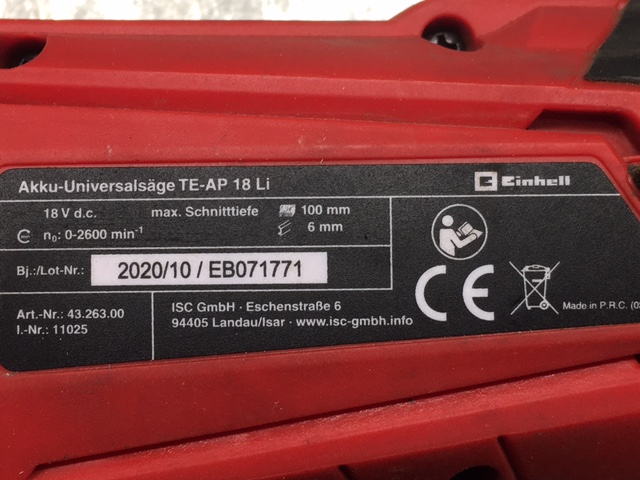 Akku-Universalsäge TE-AP 18 Li
Einhell
18 V d.c. max. Schnitttiefe 100 mm
n₀: 0-2600 min⁻¹ 6 mm
Bj.:/Lot-Nr.: 2020/10 / EB071771
Art.-Nr.: 43.263.00
I.-Nr.: 11025
ISC GmbH · Eschenstraße 6
94405 Landau/Isar · www.isc-gmbh.info
CE
Made in P.R.C.